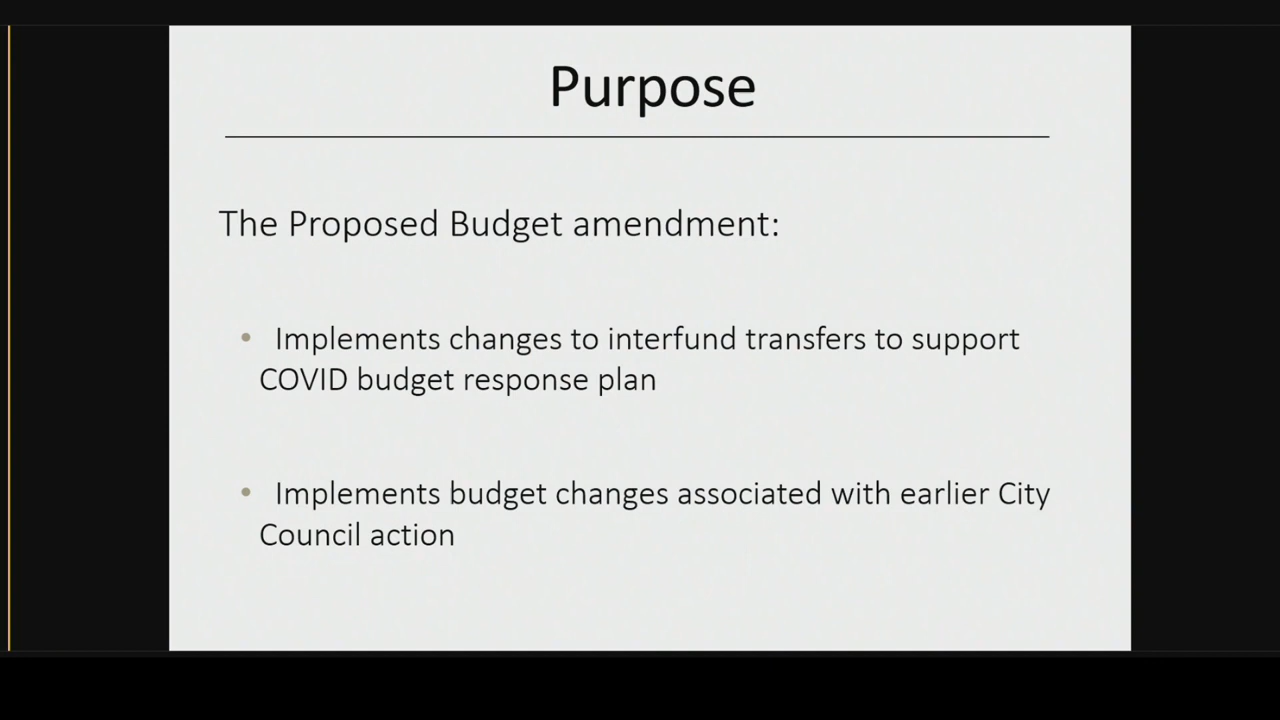 Purpose
The Proposed Budget amendment:
• Implements changes to interfund transfers to support
COVID budget response plan
• Implements budget changes associated with earlier City
Council action